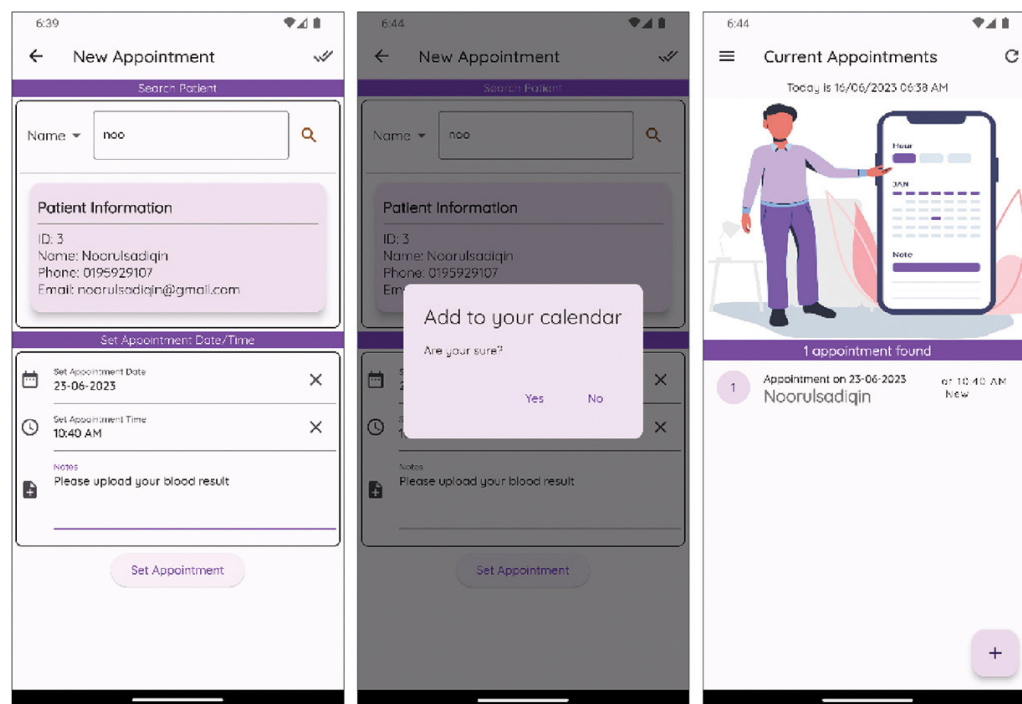 6:39
New Appointment
Search Patient
Name
noo
Patient Information
ID: 3
Name: Noorulsadiqin
Phone: 0195929107
Email: noorulsadiqin@gmail.com
Set Appointment Date/Time
Set Appointment Date
23-06-2023
Set Appointment Time
10:40 AM
Notes
Please upload your blood result
Set Appointment
6:44
New Appointment
Search Patient
Name
noo
Patient Information
ID: 3
Name: Noorulsadiqin
Phone: 0195929107
Add to your calendar
Are your sure?
Yes No
Notes
Please upload your blood result
Set Appointment
6:44
Current Appointments
Today is 16/06/2023 06:38 AM
Hour
JAN
Note
1 appointment found
1
Appointment on 23-06-2023 at 10:40 AM
Noorulsadiqin New